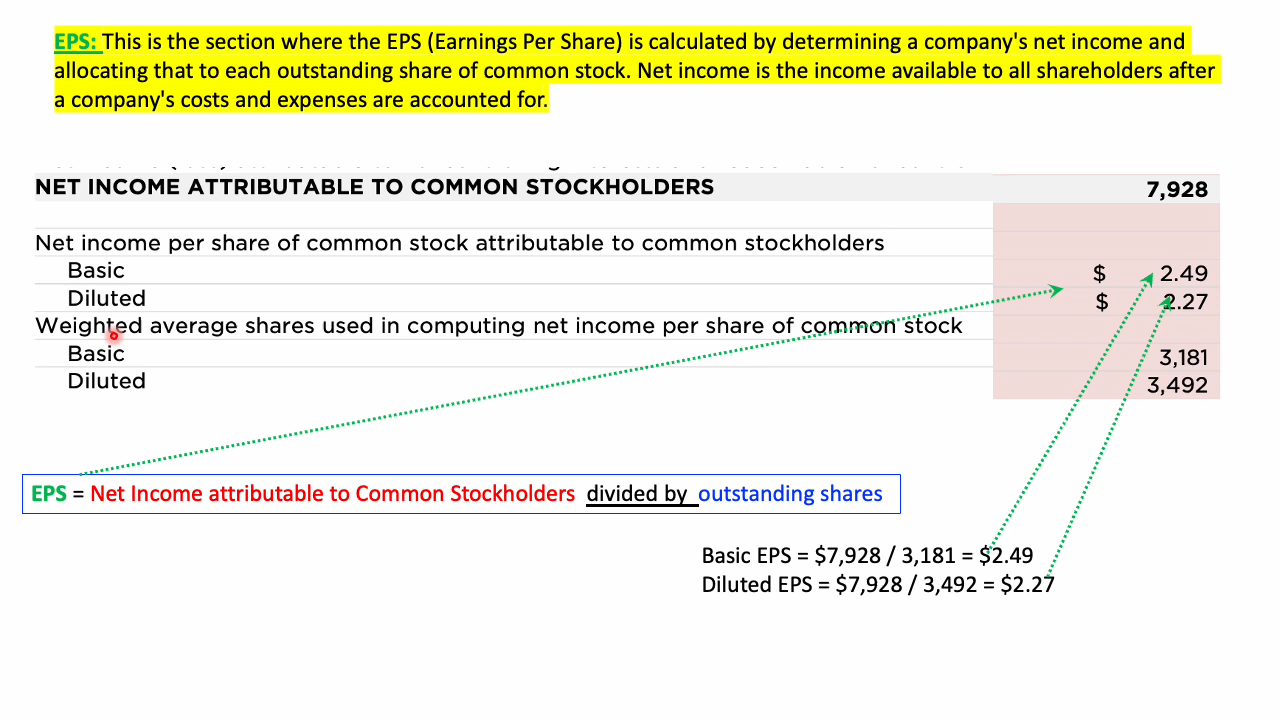 EPS: This is the section where the EPS (Earnings Per Share) is calculated by determining a company's net income and
allocating that to each outstanding share of common stock. Net income is the income available to all shareholders after
a company's costs and expenses are accounted for.
NET INCOME ATTRIBUTABLE TO COMMON STOCKHOLDERS 7,928
Net income per share of common stock attributable to common stockholders
Basic $ 2.49
Diluted $ 2.27
Weighted average shares used in computing net income per share of common stock
Basic 3,181
Diluted 3,492
EPS = Net Income attributable to Common Stockholders divided by outstanding shares
Basic EPS = $7,928 / 3,181 = $2.49
Diluted EPS = $7,928 / 3,492 = $2.27